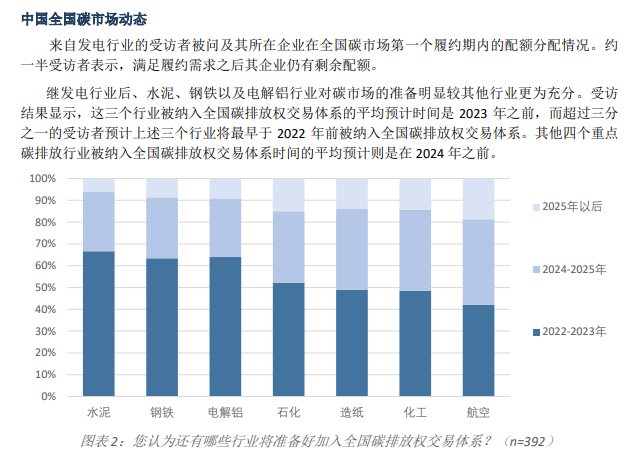 中国全国碳市场动态
来自发电行业的受访者被问及其所在企业在全国碳市场第一个履约期内的配额分配情况。约
一半受访者表示，满足履约需求之后其企业仍有剩余配额。
继发电行业后、水泥、钢铁以及电解铝行业对碳市场的准备明显较其他行业更为充分。受访
结果显示，这三个行业被纳入全国碳排放权交易体系的平均预计时间是 2023 年之前，而超过三分
之一的受访者预计上述三个行业将最早于 2022 年前被纳入全国碳排放权交易体系。其他四个重点
碳排放行业被纳入全国碳排放权交易体系时间的平均预计则是在 2024 年之前。
100%
90%
80%
70%
60%
50%
40%
30%
20%
10%
0%
2025年以后
2024-2025年
2022-2023年
水泥 钢铁 电解铝 石化 造纸 化工 航空
图表 2：您认为还有哪些行业将准备好加入全国碳排放权交易体系？（n=392）